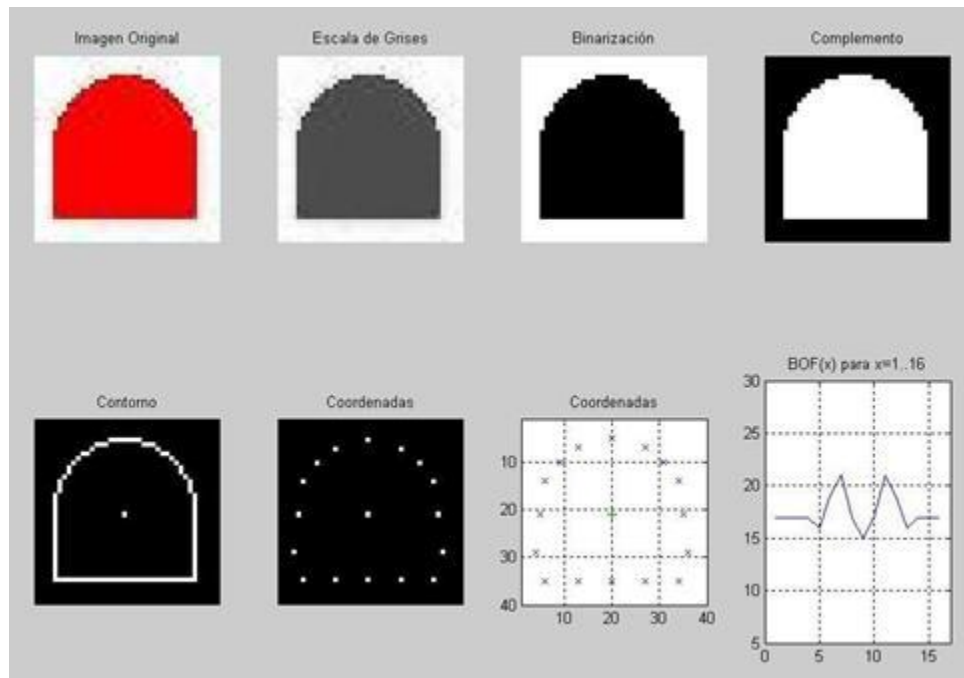 Imagen Original
Escala de Grises
Binarización
Complemento
Contorno
Coordenadas
Coordenadas
10
20
30
40
10
20
30
40
BOF(x) para x=1..16
30
25
20
15
10
5
0
5
10
15